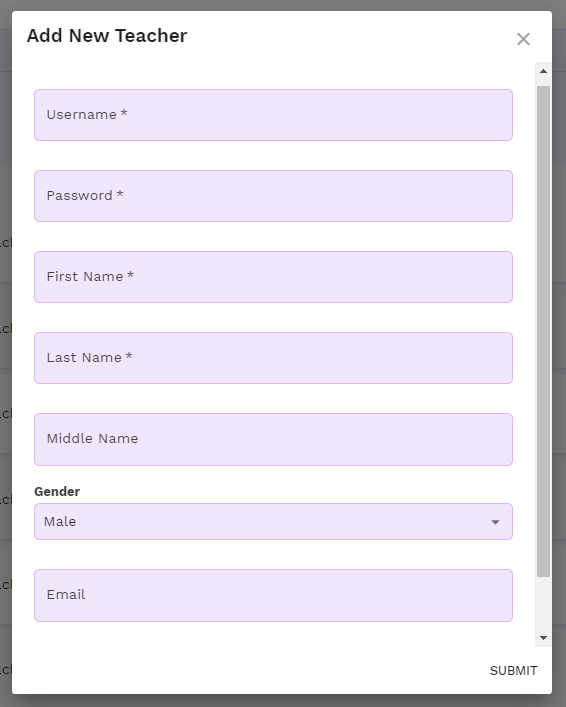 Add New Teacher
Username *
Password *
First Name *
Last Name *
Middle Name
Gender
Male
Email
SUBMIT